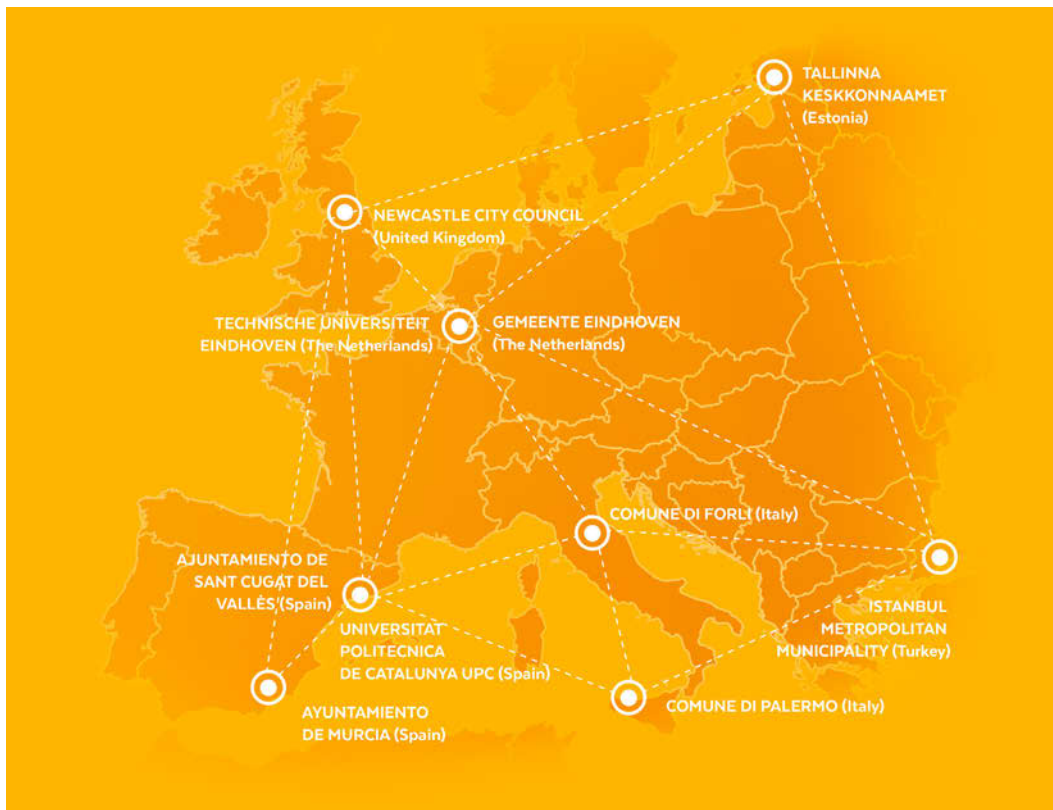 TALLINNA
KESKKONNAAMET
(Estonia)
NEWCASTLE CITY COUNCIL
(United Kingdom)
TECHNISCHE UNIVERSITEIT
EINDHOVEN (The Netherlands)
GEMEENTE EINDHOVEN
(The Netherlands)
COMUNE DI FORLI (Italy)
AJUNTAMIENTO DE
SANT CUGAT DEL
VALLÈS (Spain)
UNIVERSITAT
POLITECNICA
DE CATALUNYA UPC (Spain)
ISTANBUL
METROPOLITAN
MUNICIPALITY (Turkey)
COMUNE DI PALERMO (Italy)
AYUNTAMIENTO
DE MURCIA (Spain)